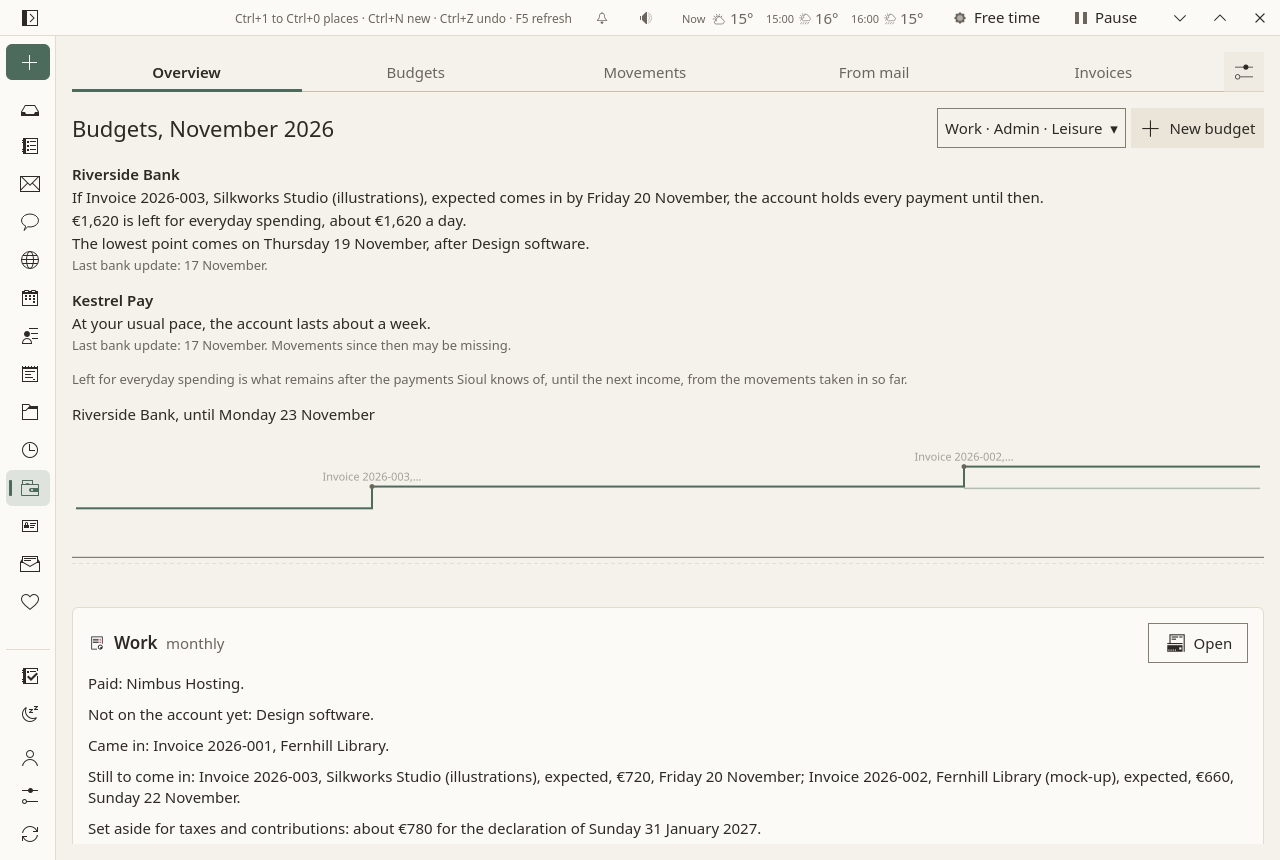 Ctrl+1 to Ctrl+0 places · Ctrl+N new · Ctrl+Z undo · F5 refresh
Now 15° 15:00 16° 16:00 15°
Free time
Pause
Overview
Budgets
Movements
From mail
Invoices
Budgets, November 2026
Work · Admin · Leisure ▾
New budget
Riverside Bank
If Invoice 2026-003, Silkworks Studio (illustrations), expected comes in by Friday 20 November, the account holds every payment until then.
€1,620 is left for everyday spending, about €1,620 a day.
The lowest point comes on Thursday 19 November, after Design software.
Last bank update: 17 November.
Kestrel Pay
At your usual pace, the account lasts about a week.
Last bank update: 17 November. Movements since then may be missing.
Left for everyday spending is what remains after the payments Sioul knows of, until the next income, from the movements taken in so far.
Riverside Bank, until Monday 23 November
Invoice 2026-002,...
Invoice 2026-003,...
Work monthly
Open
Paid: Nimbus Hosting.
Not on the account yet: Design software.
Came in: Invoice 2026-001, Fernhill Library.
Still to come in: Invoice 2026-003, Silkworks Studio (illustrations), expected, €720, Friday 20 November; Invoice 2026-002, Fernhill Library (mock-up), expected, €660,
Sunday 22 November.
Set aside for taxes and contributions: about €780 for the declaration of Sunday 31 January 2027.